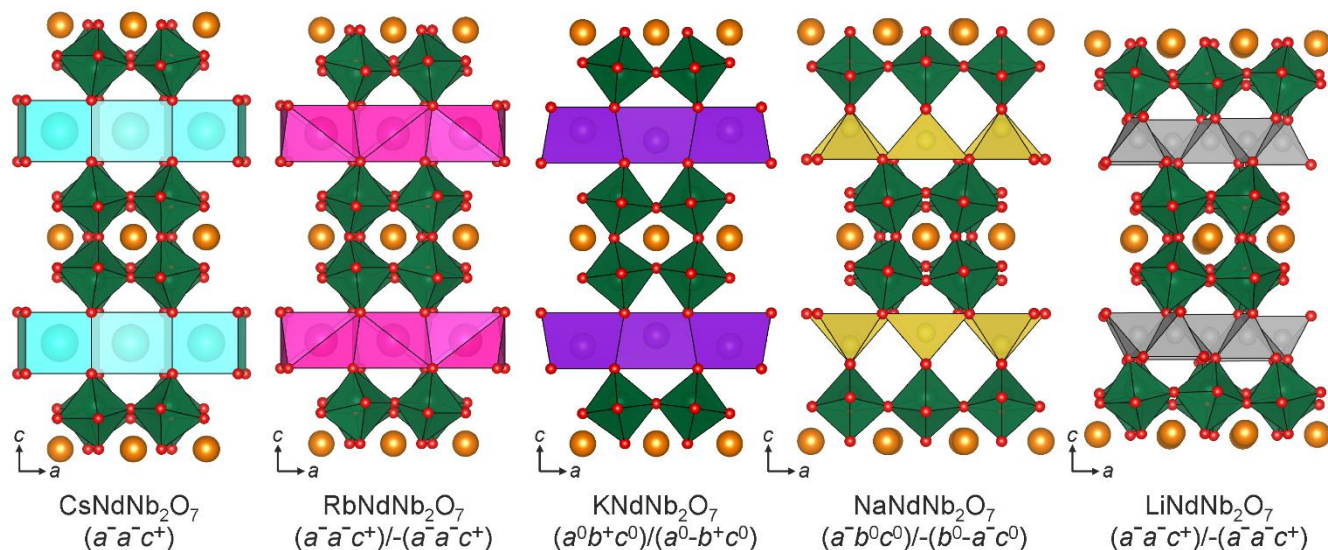 c
a
c
a
c
a
c
a
c
a
CsNdNb₂O₇
(a⁻a⁻c⁺)
RbNdNb₂O₇
(a⁻a⁻c⁺)/-(a⁻a⁻c⁺)
KNdNb₂O₇
(a⁰b⁺c⁰)/(a⁰-b⁺c⁰)
NaNdNb₂O₇
(a⁻b⁰c⁰)/-(b⁰-a⁻c⁰)
LiNdNb₂O₇
(a⁻a⁻c⁺)/-(a⁻a⁻c⁺)